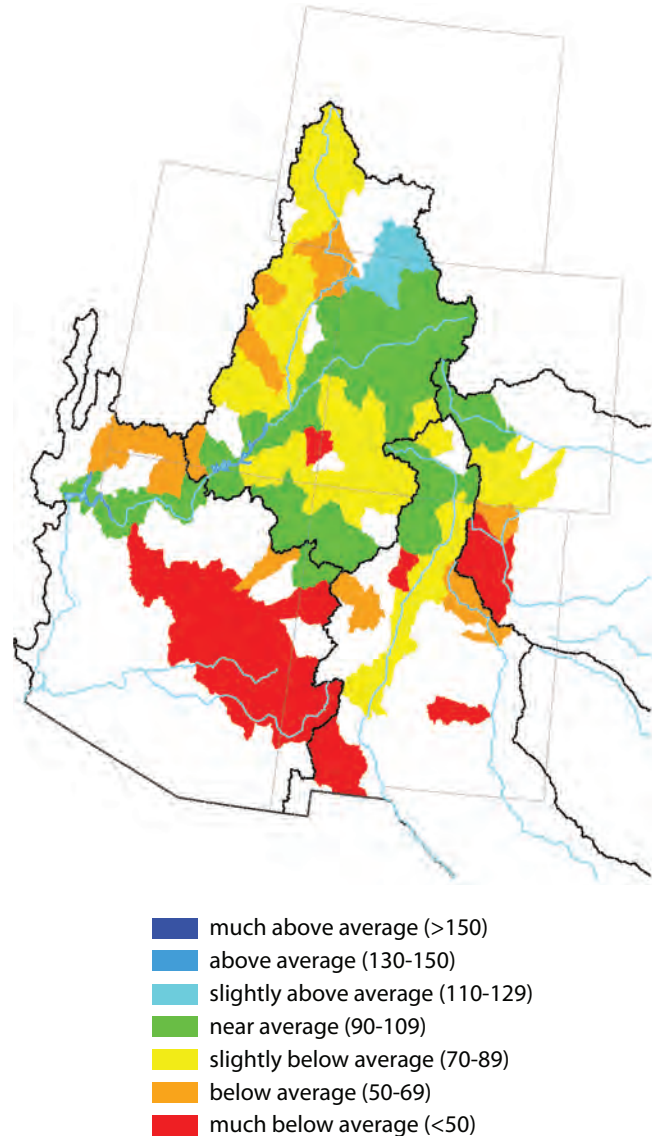 much above average (>150)
above average (130-150)
slightly above average (110-129)
near average (90-109)
slightly below average (70-89)
below average (50-69)
much below average (<50)